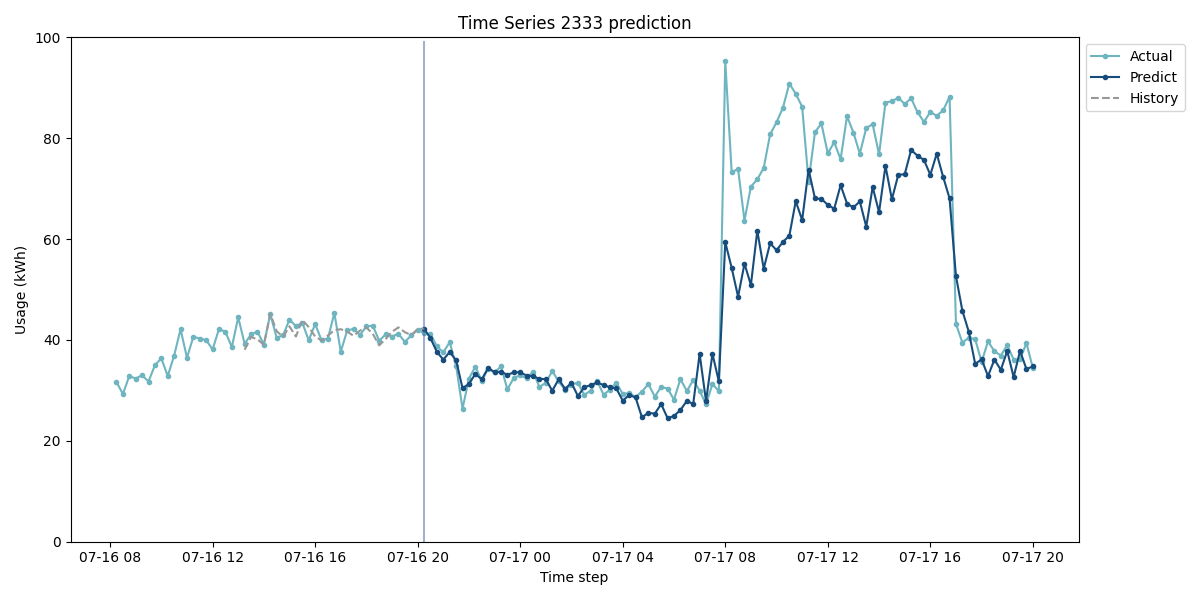 Time Series 2333 prediction
Usage (kWh)
100
80
60
40
20
0
07-16 08
07-16 12
07-16 16
07-16 20
07-17 00
07-17 04
07-17 08
07-17 12
07-17 16
07-17 20
Time step
Actual
Predict
History